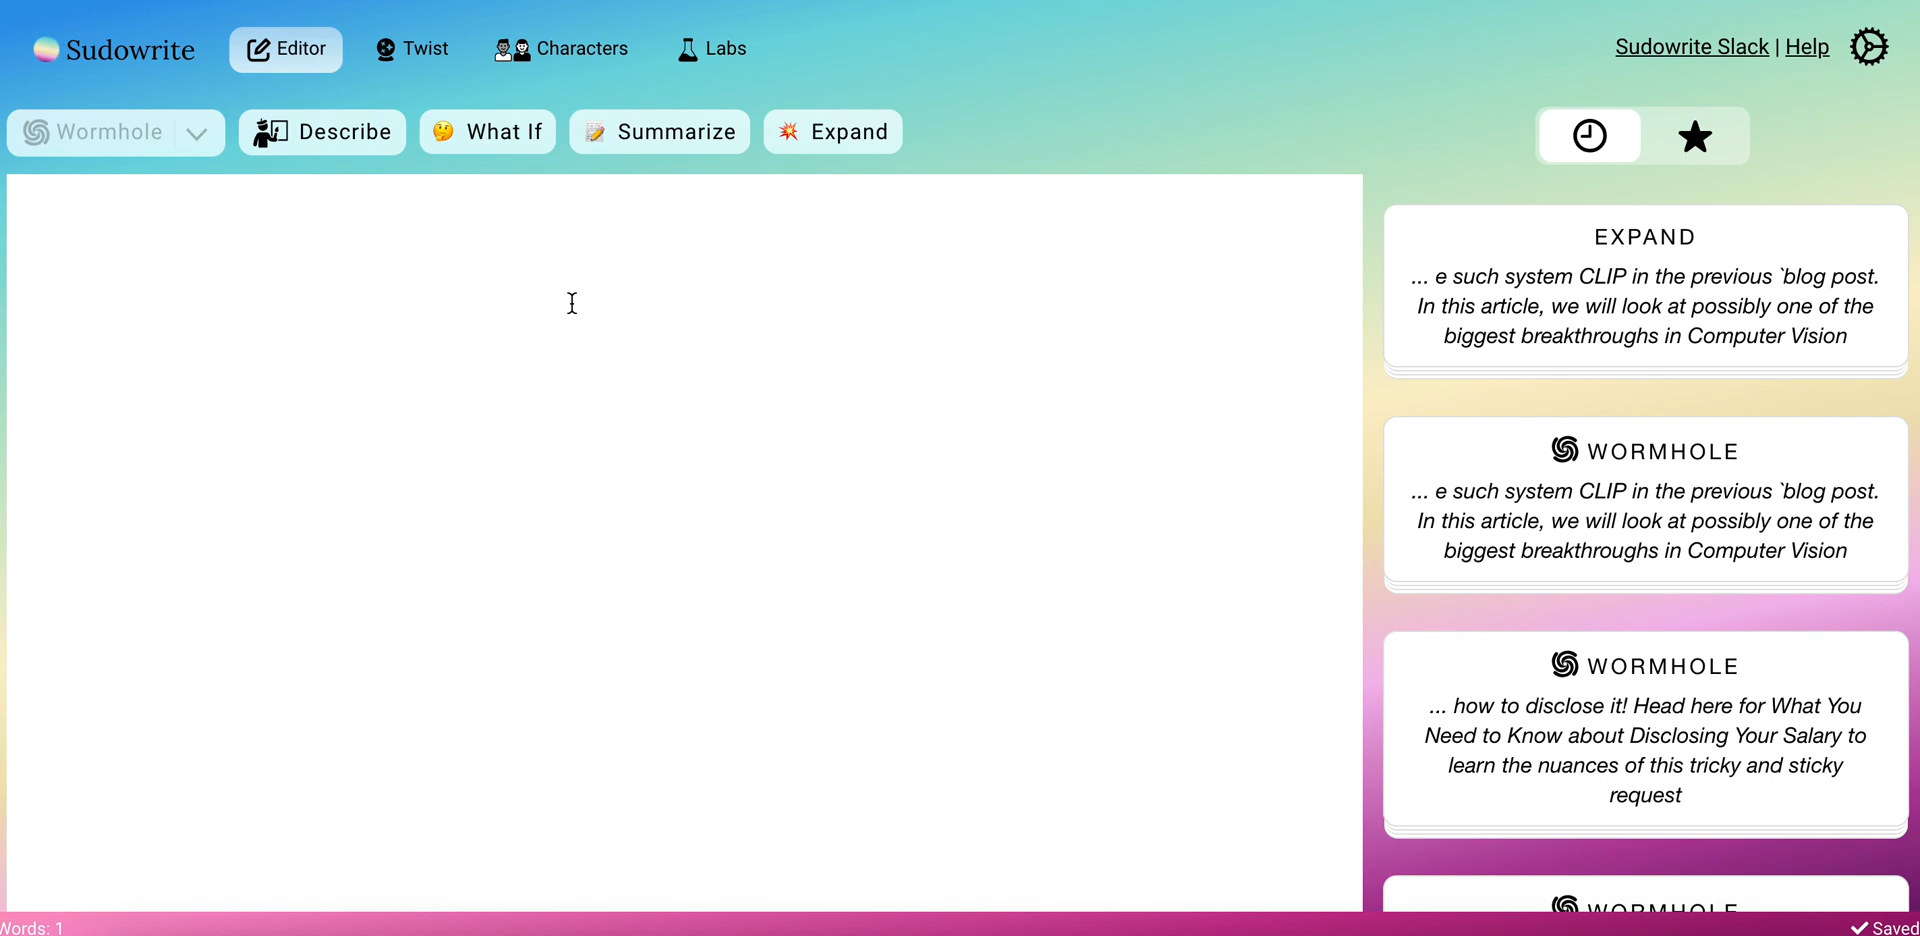 Sudowrite
Editor
Twist
Characters
Labs
Sudowrite Slack | Help
Wormhole
Describe
What If
Summarize
Expand
EXPAND
... e such system CLIP in the previous `blog post.
In this article, we will look at possibly one of the
biggest breakthroughs in Computer Vision
WORMHOLE
... e such system CLIP in the previous `blog post.
In this article, we will look at possibly one of the
biggest breakthroughs in Computer Vision
WORMHOLE
... how to disclose it! Head here for What You
Need to Know about Disclosing Your Salary to
learn the nuances of this tricky and sticky
request
WORMHOLE
Words: 1
Saved